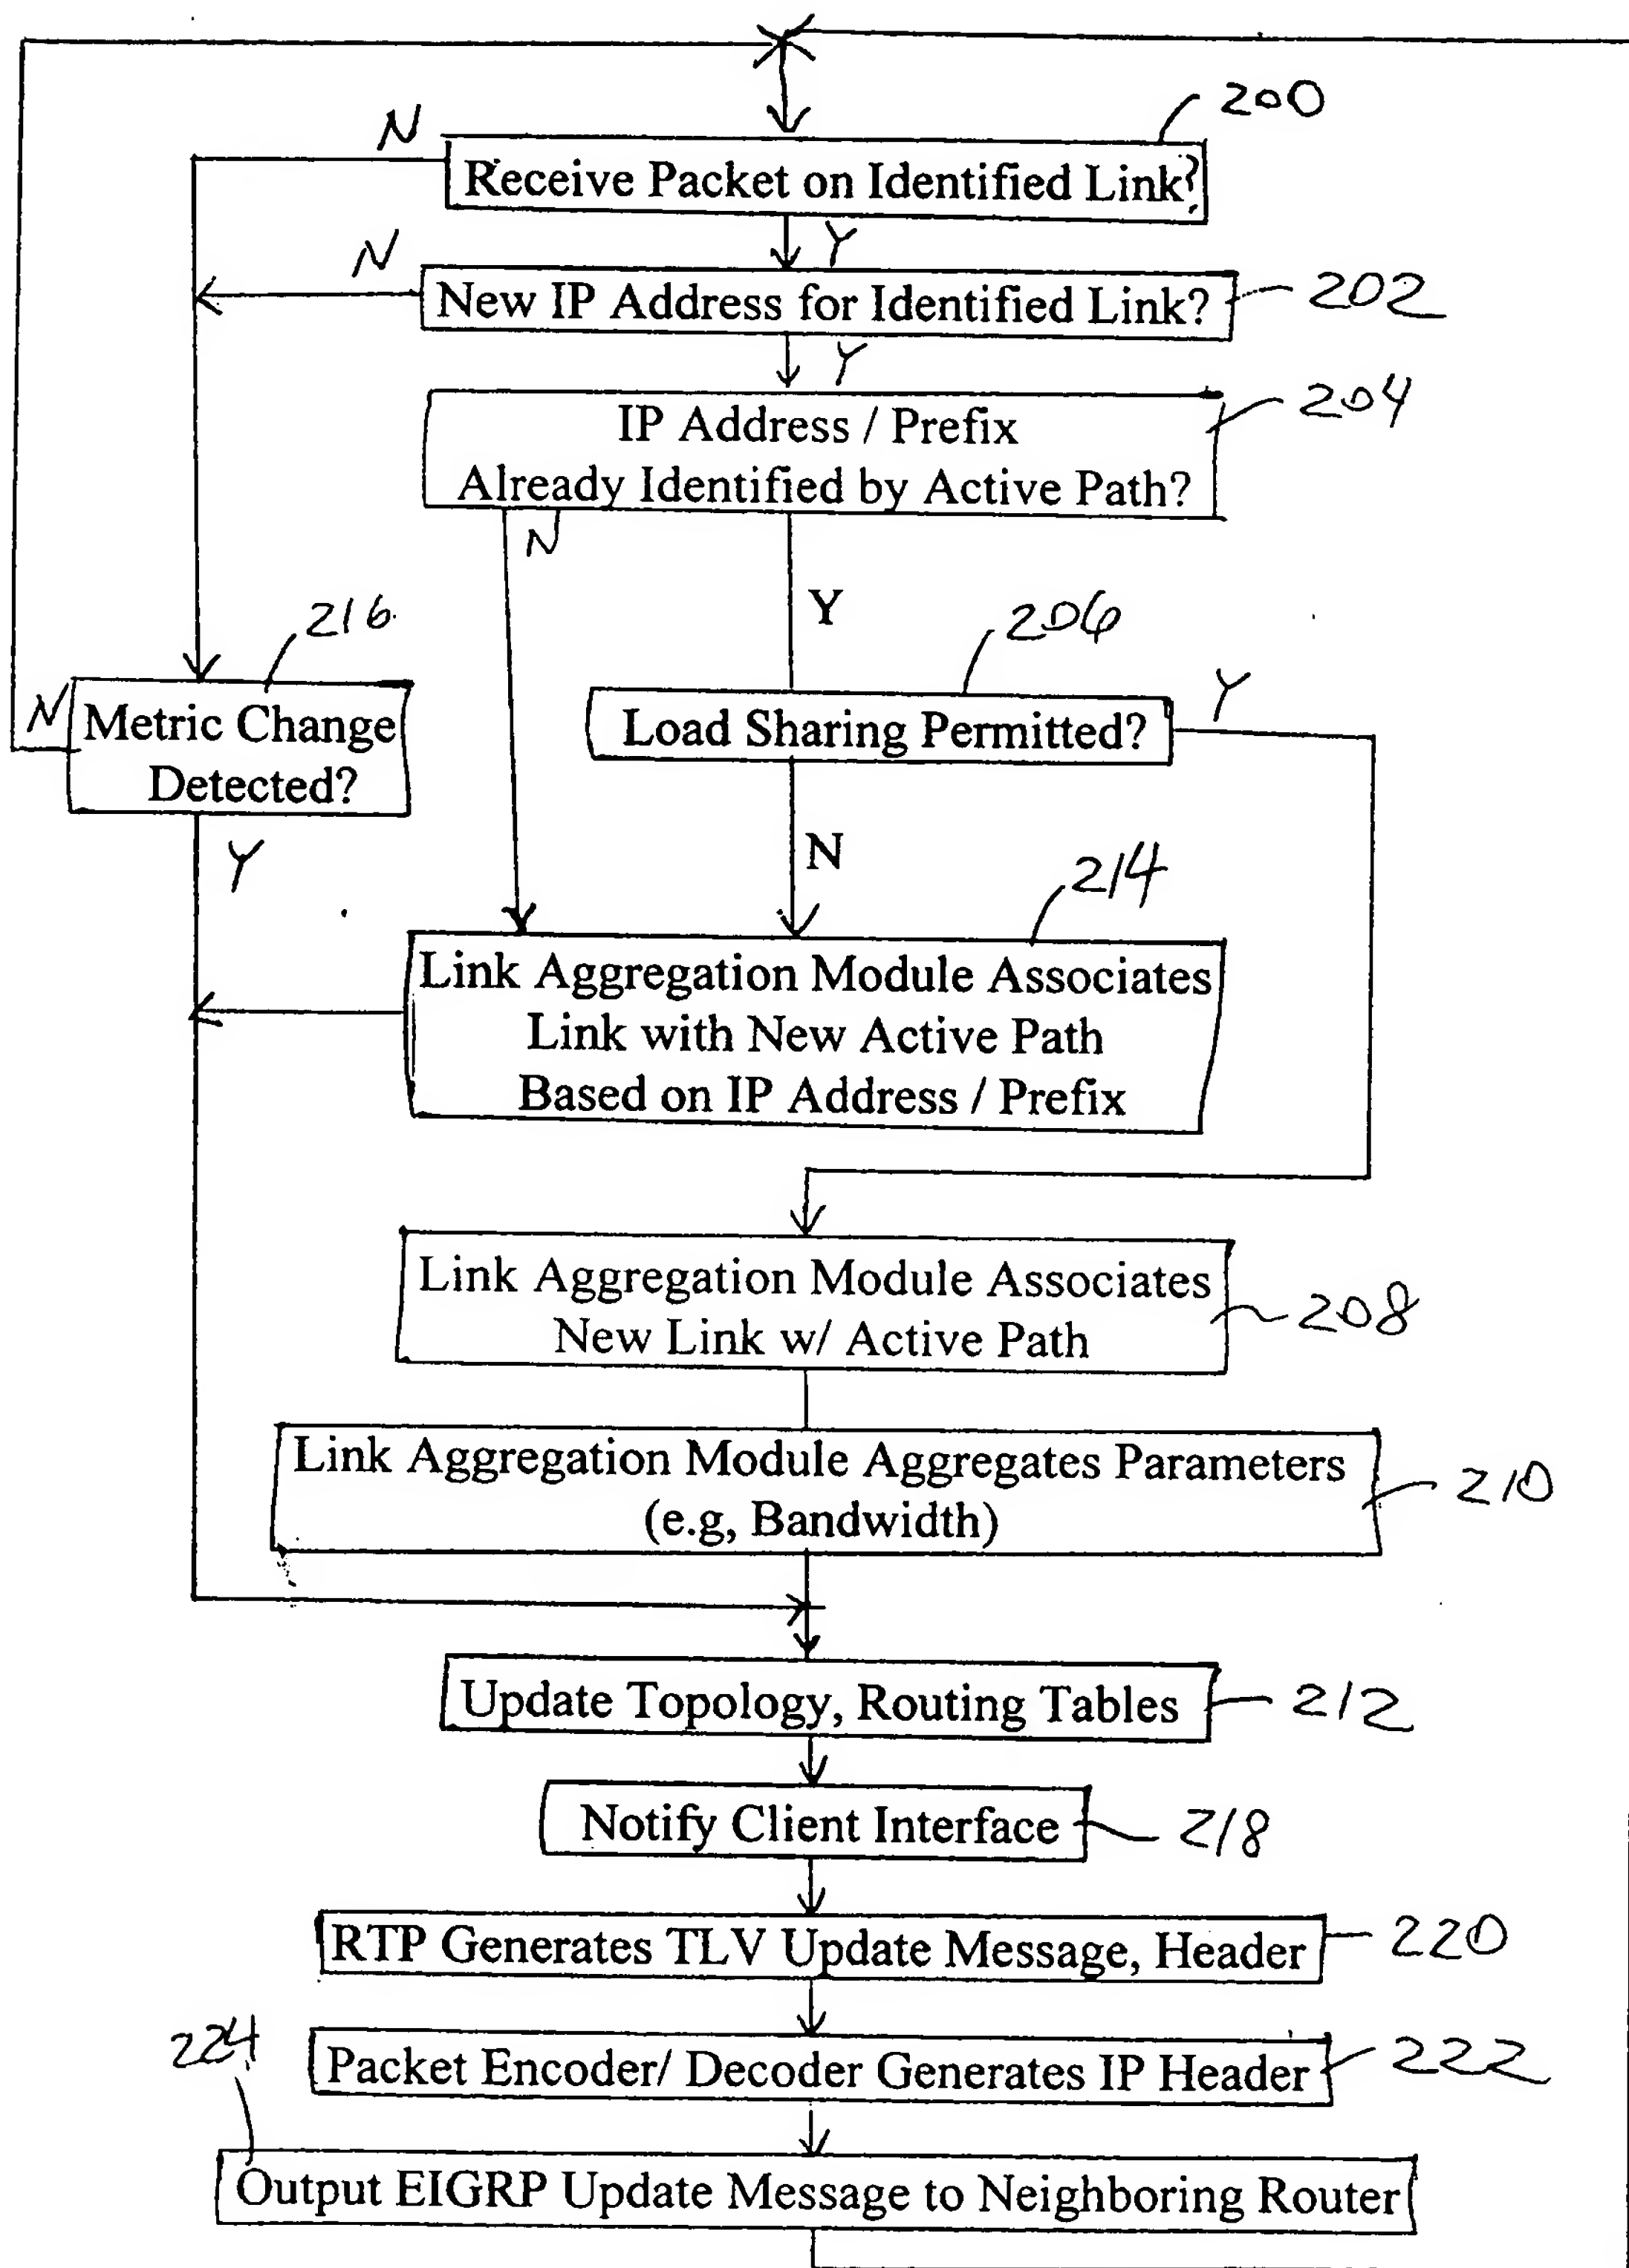 200
N
Receive Packet on Identified Link?
Y
N
New IP Address for Identified Link?
202
Y
204
IP Address / Prefix
Already Identified by Active Path?
N
Y
216
206
N
Metric Change
Detected?
Load Sharing Permitted?
Y
Y
N
214
Link Aggregation Module Associates
Link with New Active Path
Based on IP Address / Prefix
Link Aggregation Module Associates
New Link w/ Active Path
208
Link Aggregation Module Aggregates Parameters
(e.g, Bandwidth)
210
Update Topology, Routing Tables
212
Notify Client Interface
218
RTP Generates TLV Update Message, Header
220
224
Packet Encoder/ Decoder Generates IP Header
222
Output EIGRP Update Message to Neighboring Router